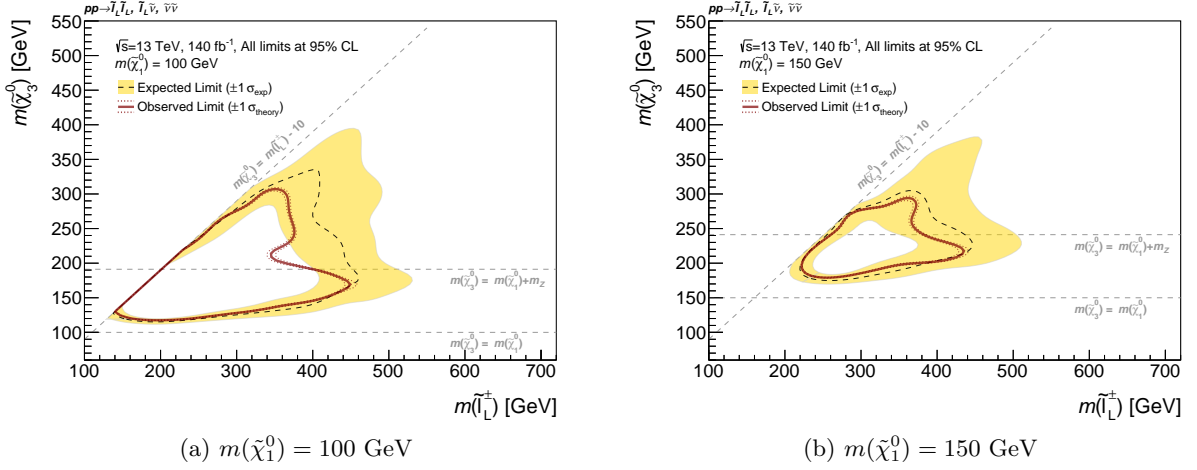 pp→l̃_L l̃_L, l̃_L ν̃, ν̃ν̃
√s=13 TeV, 140 fb⁻¹, All limits at 95% CL
m(χ̃₁⁰) = 100 GeV
Expected Limit (±1 σ_exp)
Observed Limit (±1 σ_theory)
m(χ̃₃⁰) = m(l̃_L^±) - 10
m(χ̃₃⁰) = m(χ̃₁⁰)+m_Z
m(χ̃₃⁰) = m(χ̃₁⁰)
m(χ̃₃⁰) [GeV]
550
500
450
400
350
300
250
200
150
100
100 200 300 400 500 600 700
m(l̃_L^±) [GeV]
(a) m(χ̃₁⁰) = 100 GeV
pp→l̃_L l̃_L, l̃_L ν̃, ν̃ν̃
√s=13 TeV, 140 fb⁻¹, All limits at 95% CL
m(χ̃₁⁰) = 150 GeV
Expected Limit (±1 σ_exp)
Observed Limit (±1 σ_theory)
m(χ̃₃⁰) = m(l̃_L^±) - 10
m(χ̃₃⁰) = m(χ̃₁⁰)+m_Z
m(χ̃₃⁰) = m(χ̃₁⁰)
m(χ̃₃⁰) [GeV]
550
500
450
400
350
300
250
200
150
100
100 200 300 400 500 600 700
m(l̃_L^±) [GeV]
(b) m(χ̃₁⁰) = 150 GeV